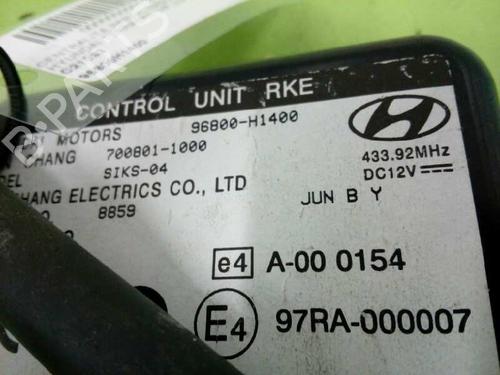 CONTROL UNIT RKE
MOTORS 96800-H1400
CHANG 700801-1000
DEL SIKS-04
HANG ELECTRICS CO., LTD
8859
433.92MHz
DC12V
JUN B Y
e4 A-00 0154
E4 97RA-000007
B-PARTS